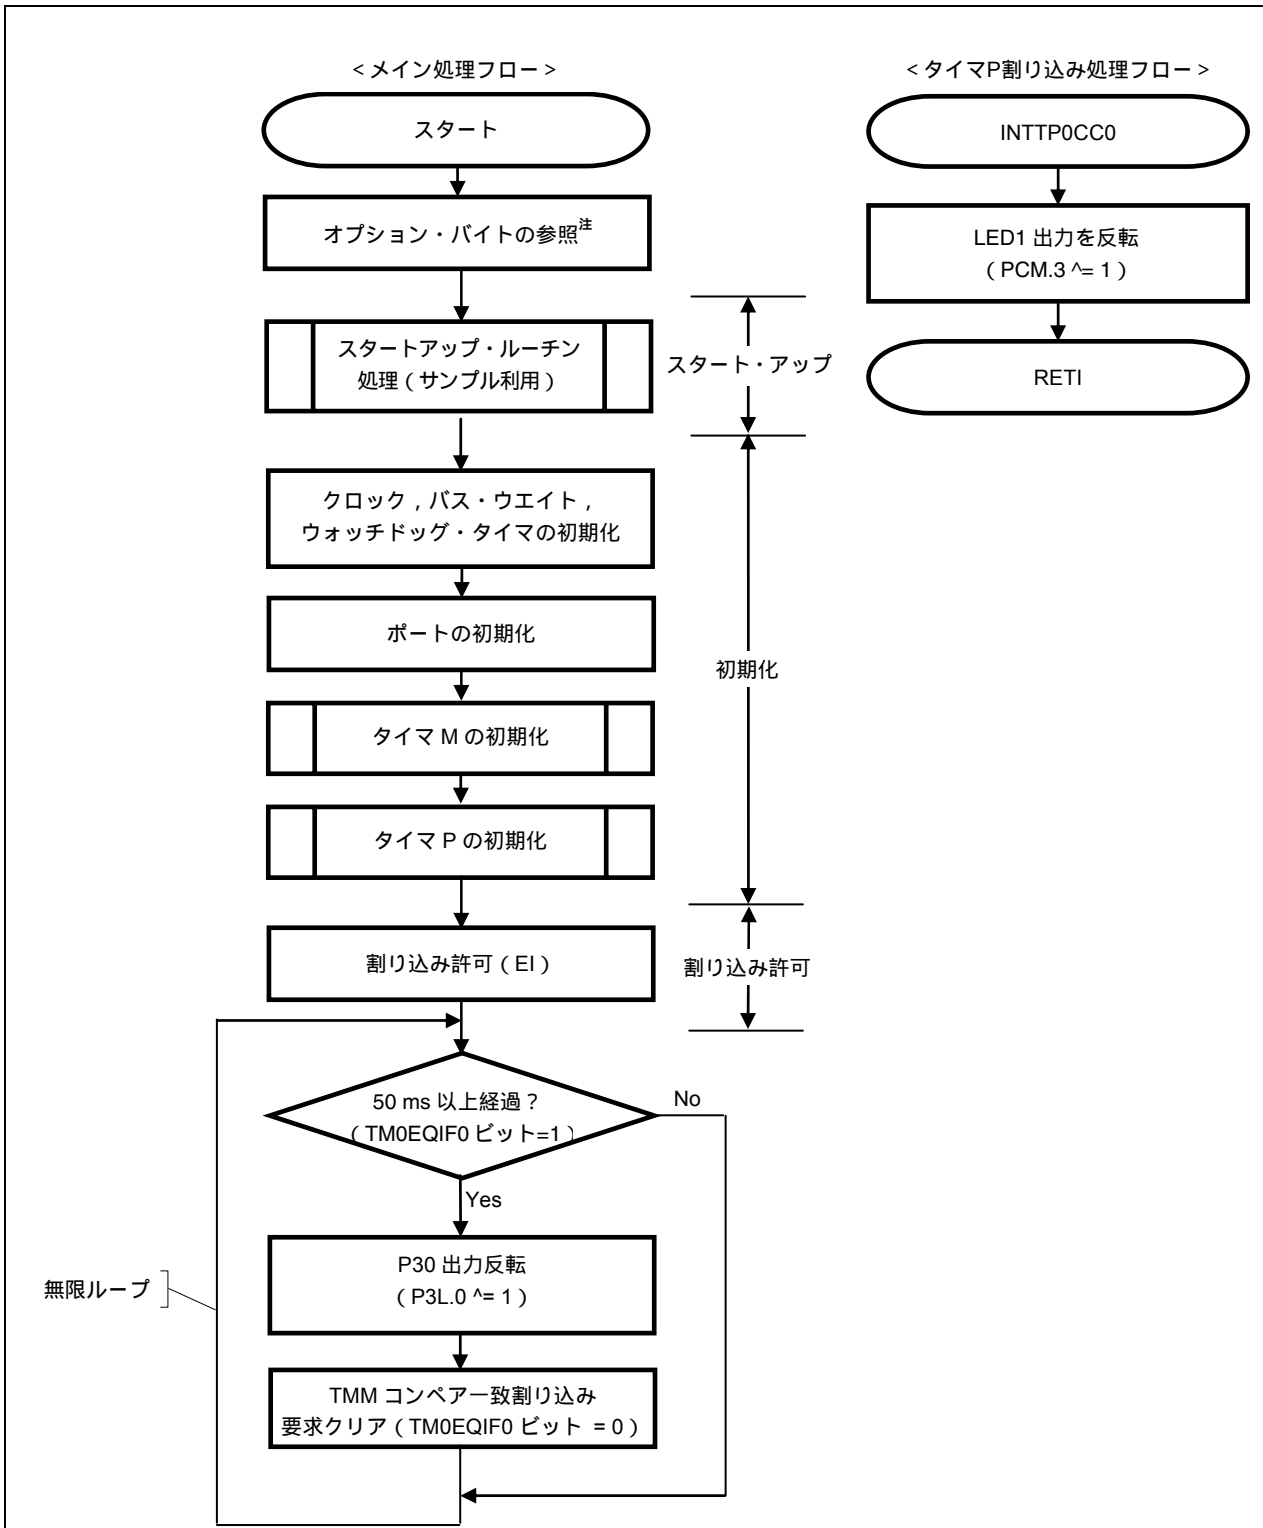 <メイン処理フロー>
スタート
オプション・バイトの参照注
スタートアップ・ルーチン
処理(サンプル利用)
スタート・アップ
クロック,バス・ウエイト,
ウォッチドッグ・タイマの初期化
ポートの初期化
初期化
タイマ M の初期化
タイマ P の初期化
割り込み許可(EI)
割り込み許可
50 ms 以上経過?
(TM0EQIF0 ビット=1)
No
Yes
P30 出力反転
(P3L.0 ^= 1)
無限ループ
TMM コンペア一致割り込み
要求クリア(TM0EQIF0 ビット = 0)
<タイマP割り込み処理フロー>
INTTP0CC0
LED1 出力を反転
(PCM.3 ^= 1)
RETI